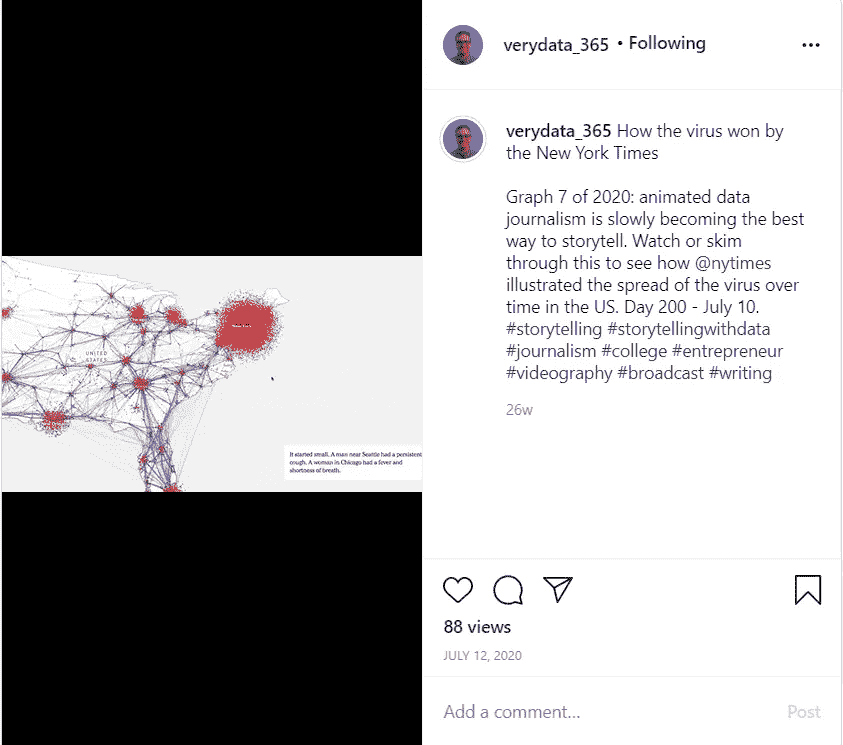 verydata_365 • Following
verydata_365 How the virus won by
the New York Times
Graph 7 of 2020: animated data
journalism is slowly becoming the best
way to storytell. Watch or skim
through this to see how @nytimes
illustrated the spread of the virus over
time in the US. Day 200 - July 10.
#storytelling #storytellingwithdata
#journalism #college #entrepreneur
#videography #broadcast #writing
26w
UNITED
STATES
It started small. A man near Seattle had a persistent
cough. A woman in Chicago had a fever and
shortness of breath.
88 views
JULY 12, 2020
Add a comment...
Post